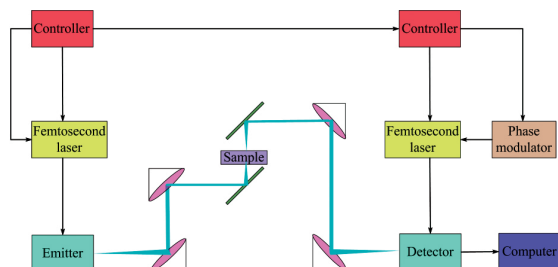 Controller
Controller
Femtosecond
laser
Sample
Femtosecond
laser
Phase
modulator
Emitter
Detector
Computer